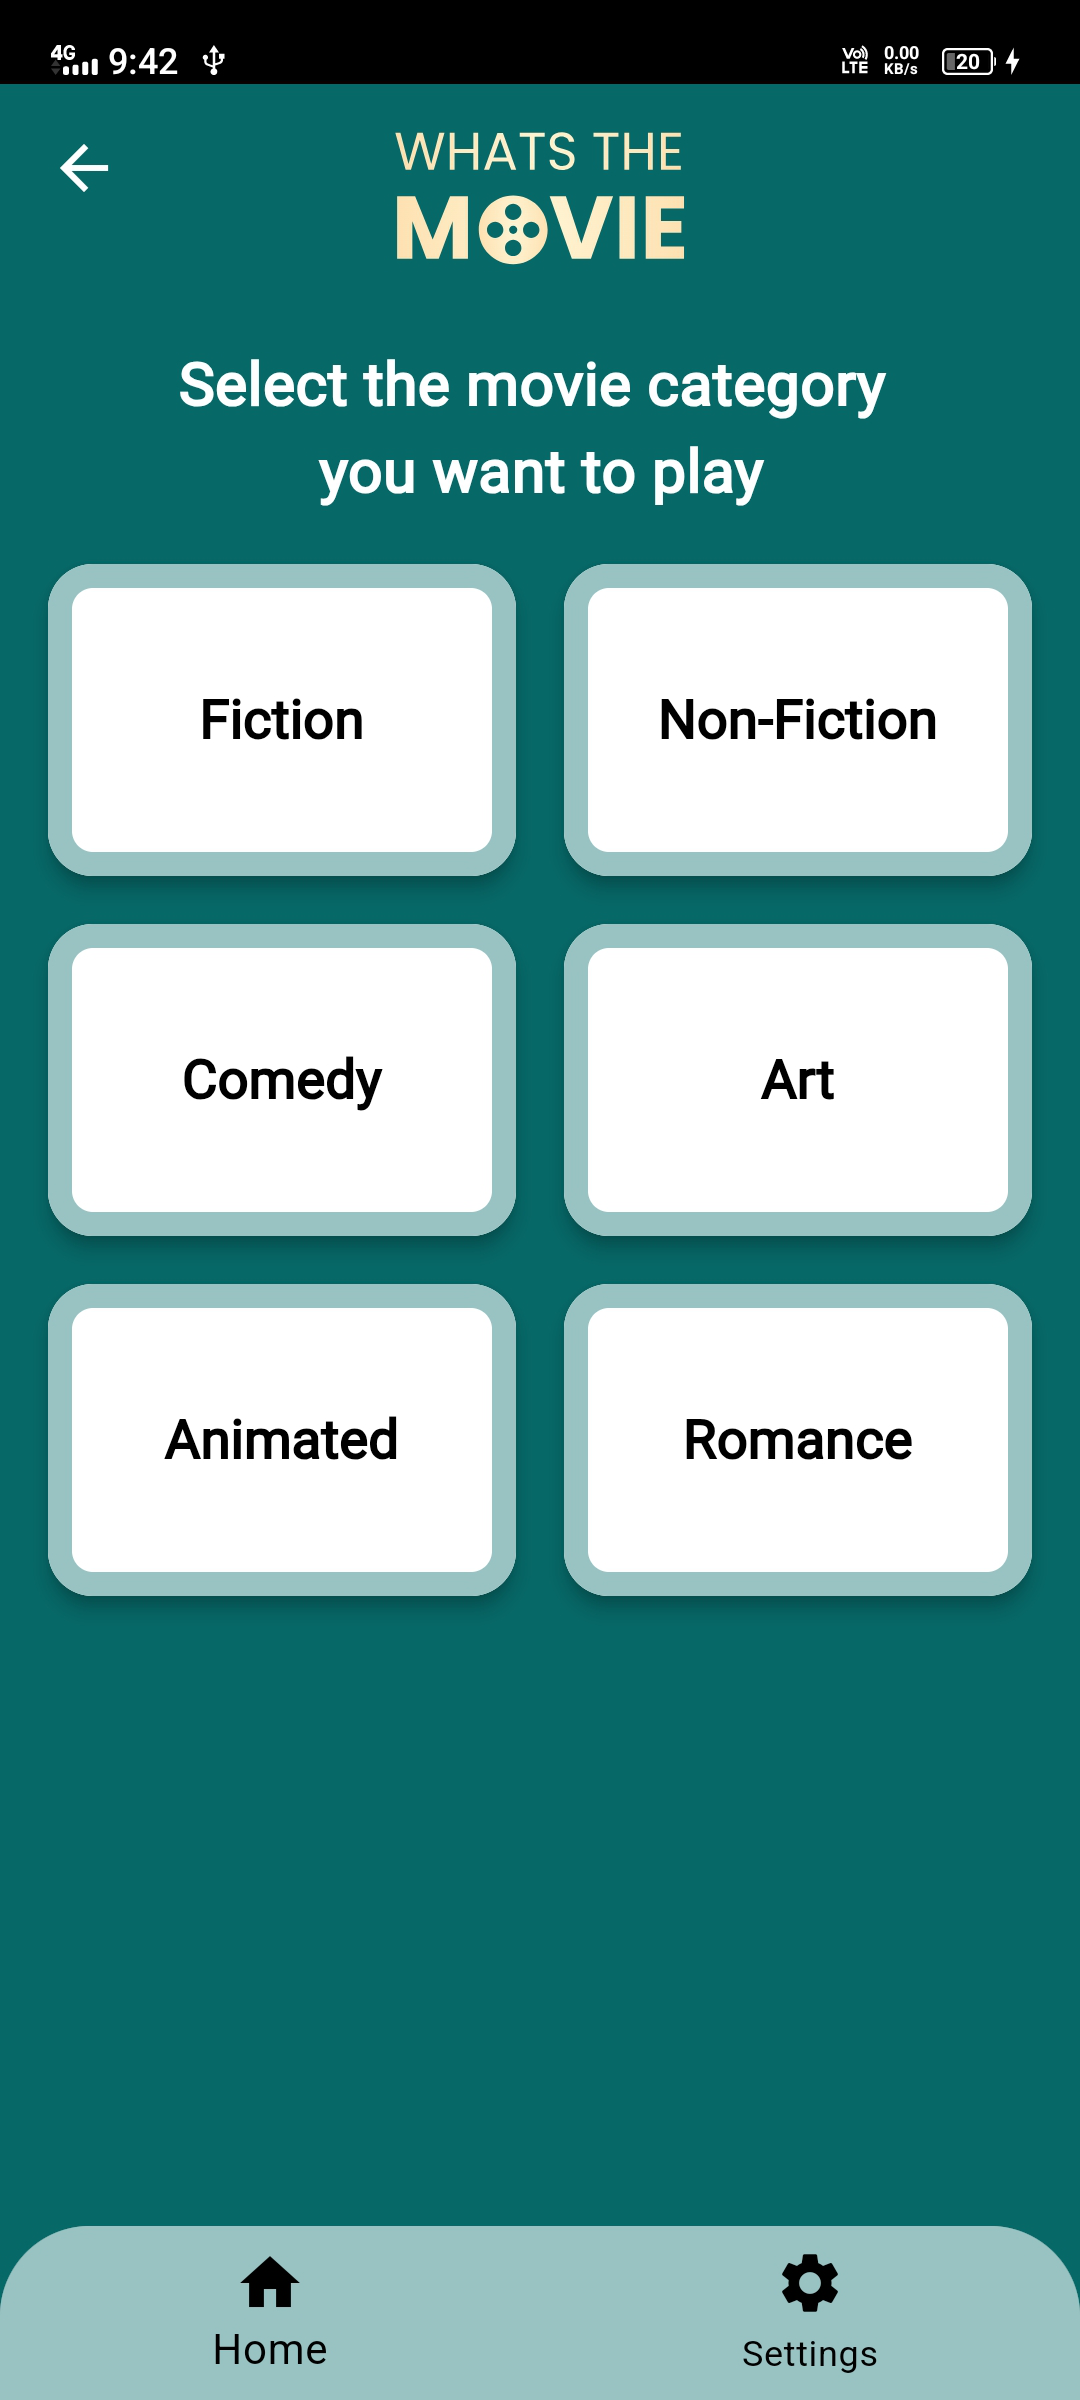 4G 9:42 Vo LTE 0.00 KB/s 20
WHATS THE
MOVIE
Select the movie category
you want to play
Fiction Non-Fiction
Comedy Art
Animated Romance
Home Settings